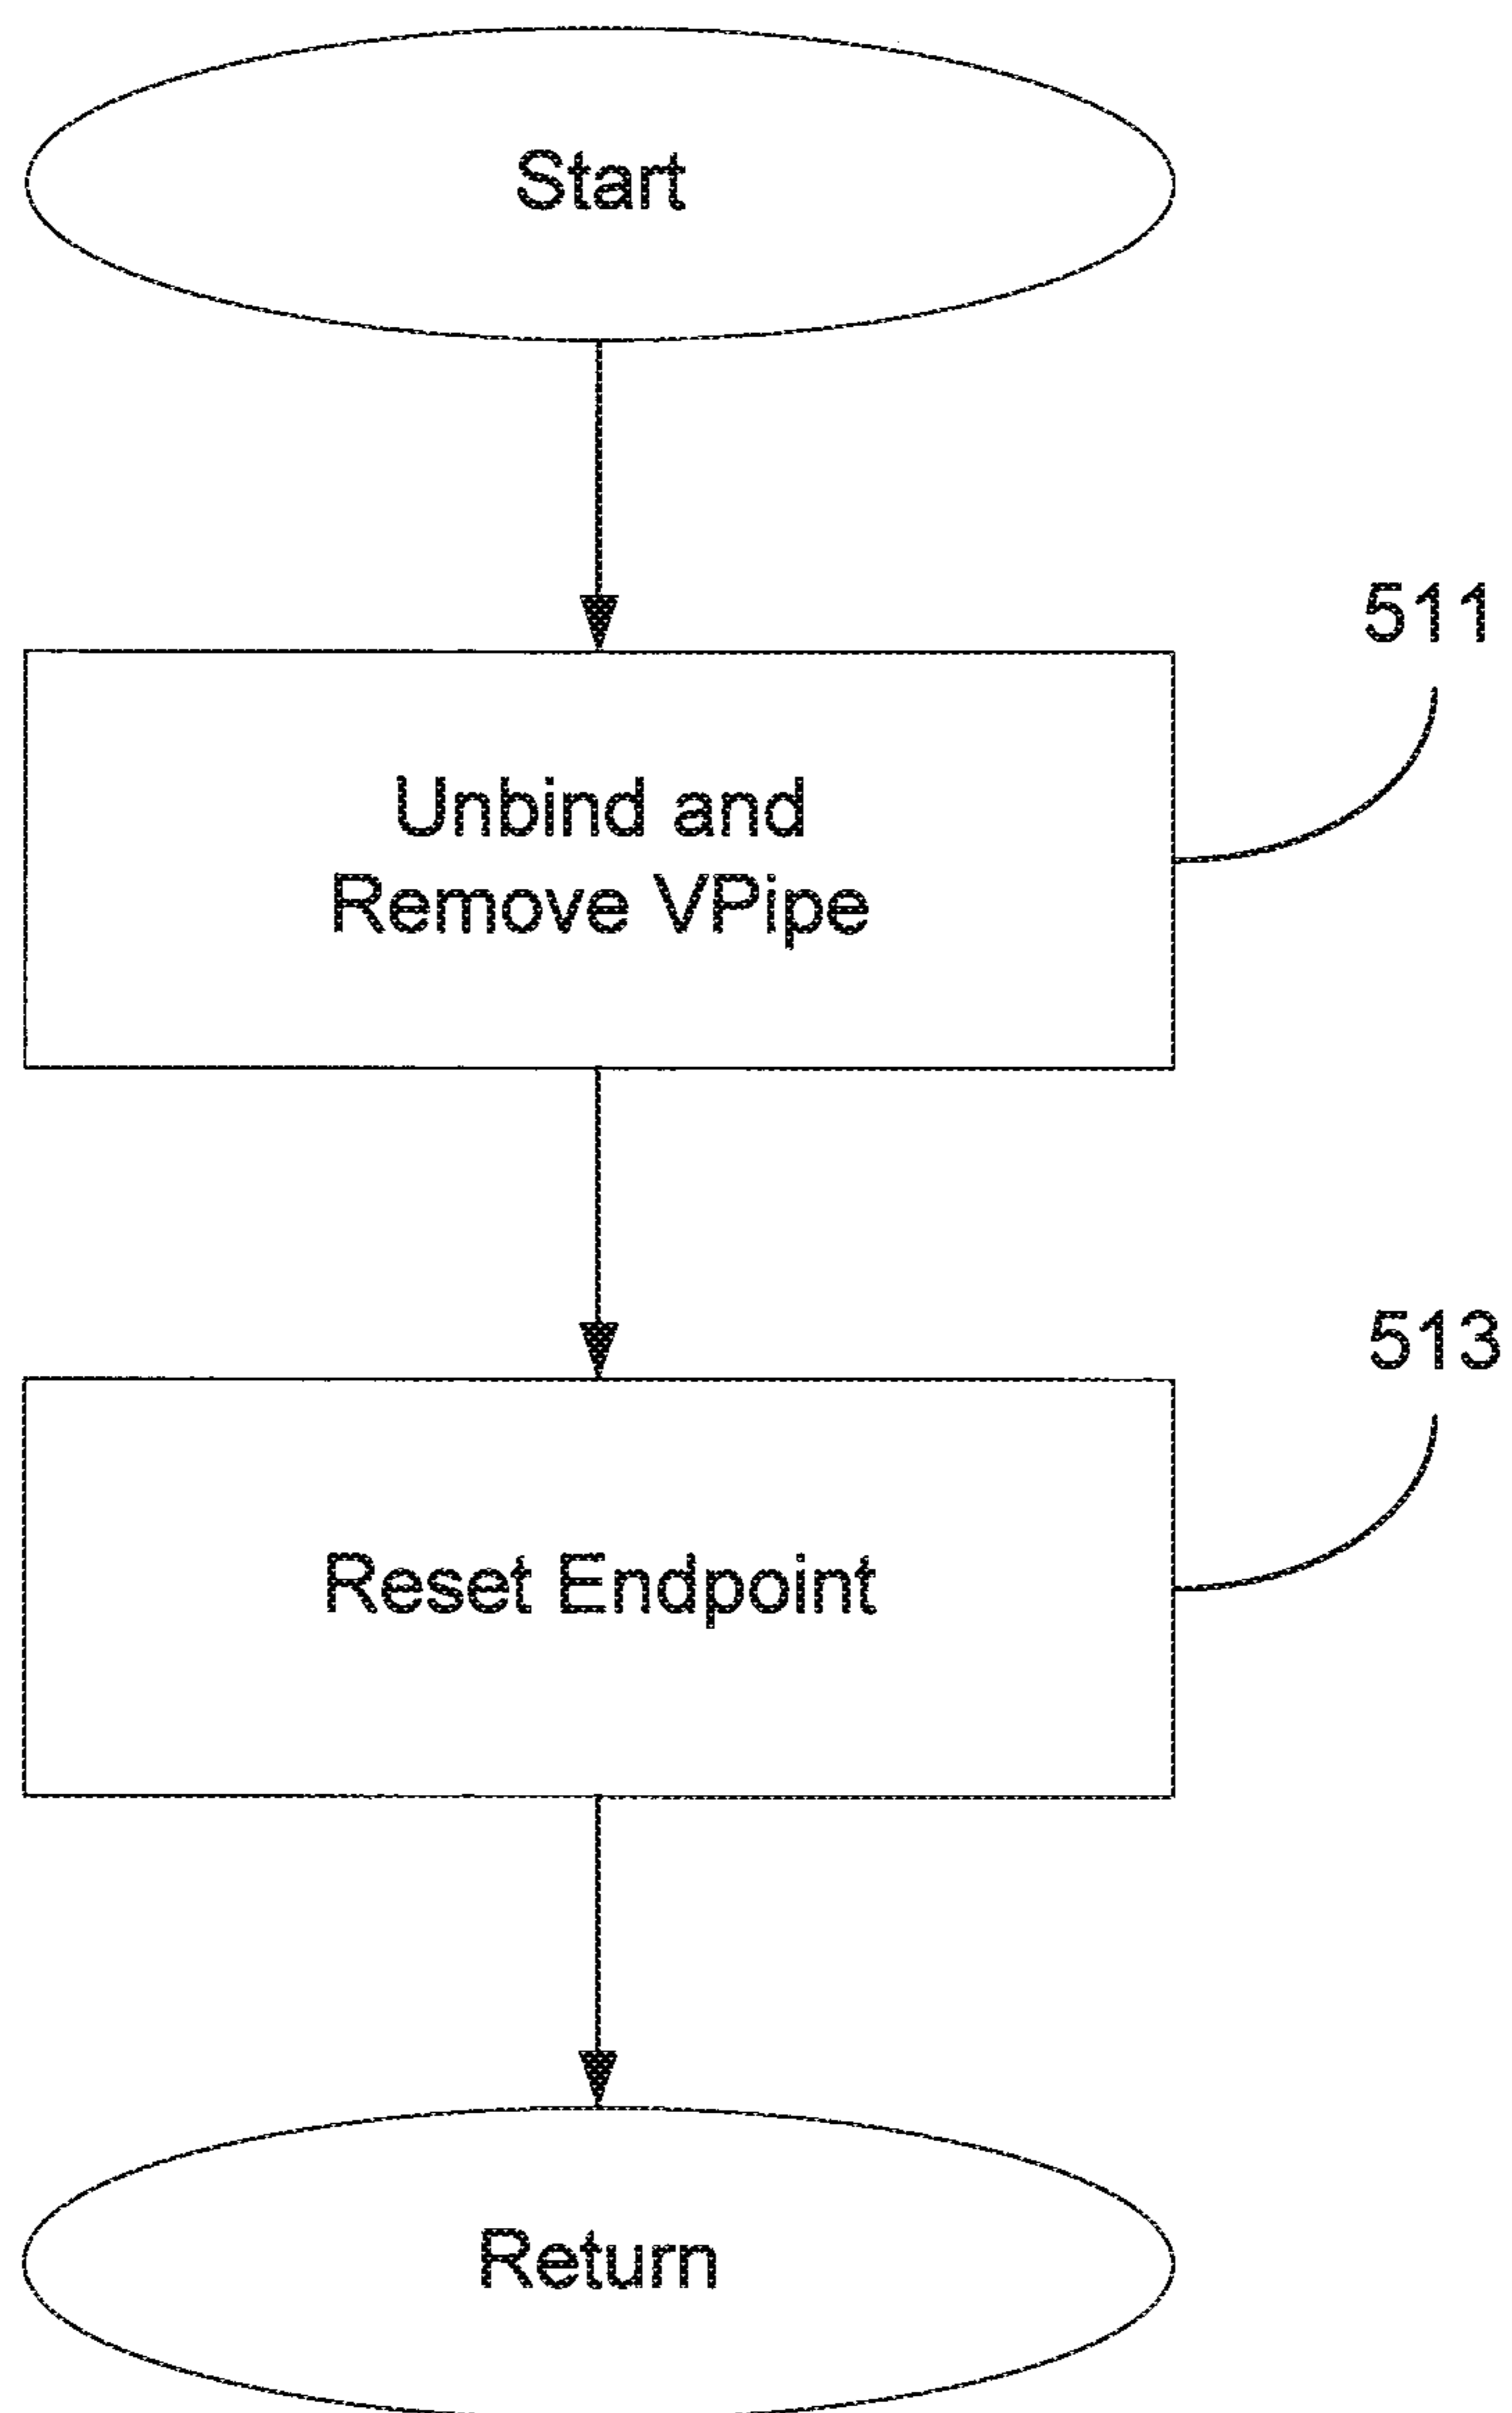 Start
511
Unbind and
Remove VPipe
513
Reset Endpoint
Return